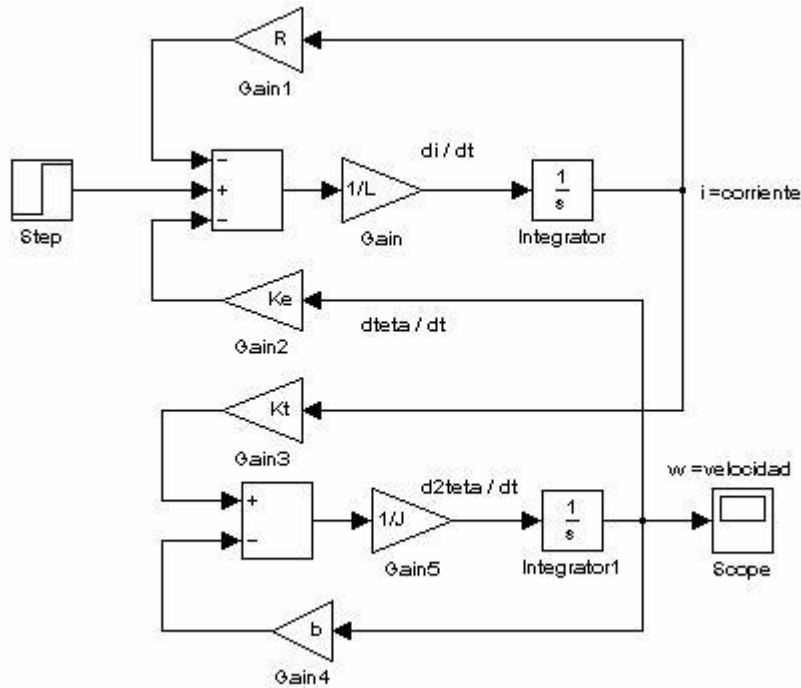 R
Gain1
−
+
−
Step
1/L
Gain
di / dt
1
s
Integrator
i =corriente
Ke
Gain2
dteta / dt
Kt
Gain3
+
−
1/J
Gain5
d2teta / dt
1
s
Integrator1
w =velocidad
Scope
b
Gain4